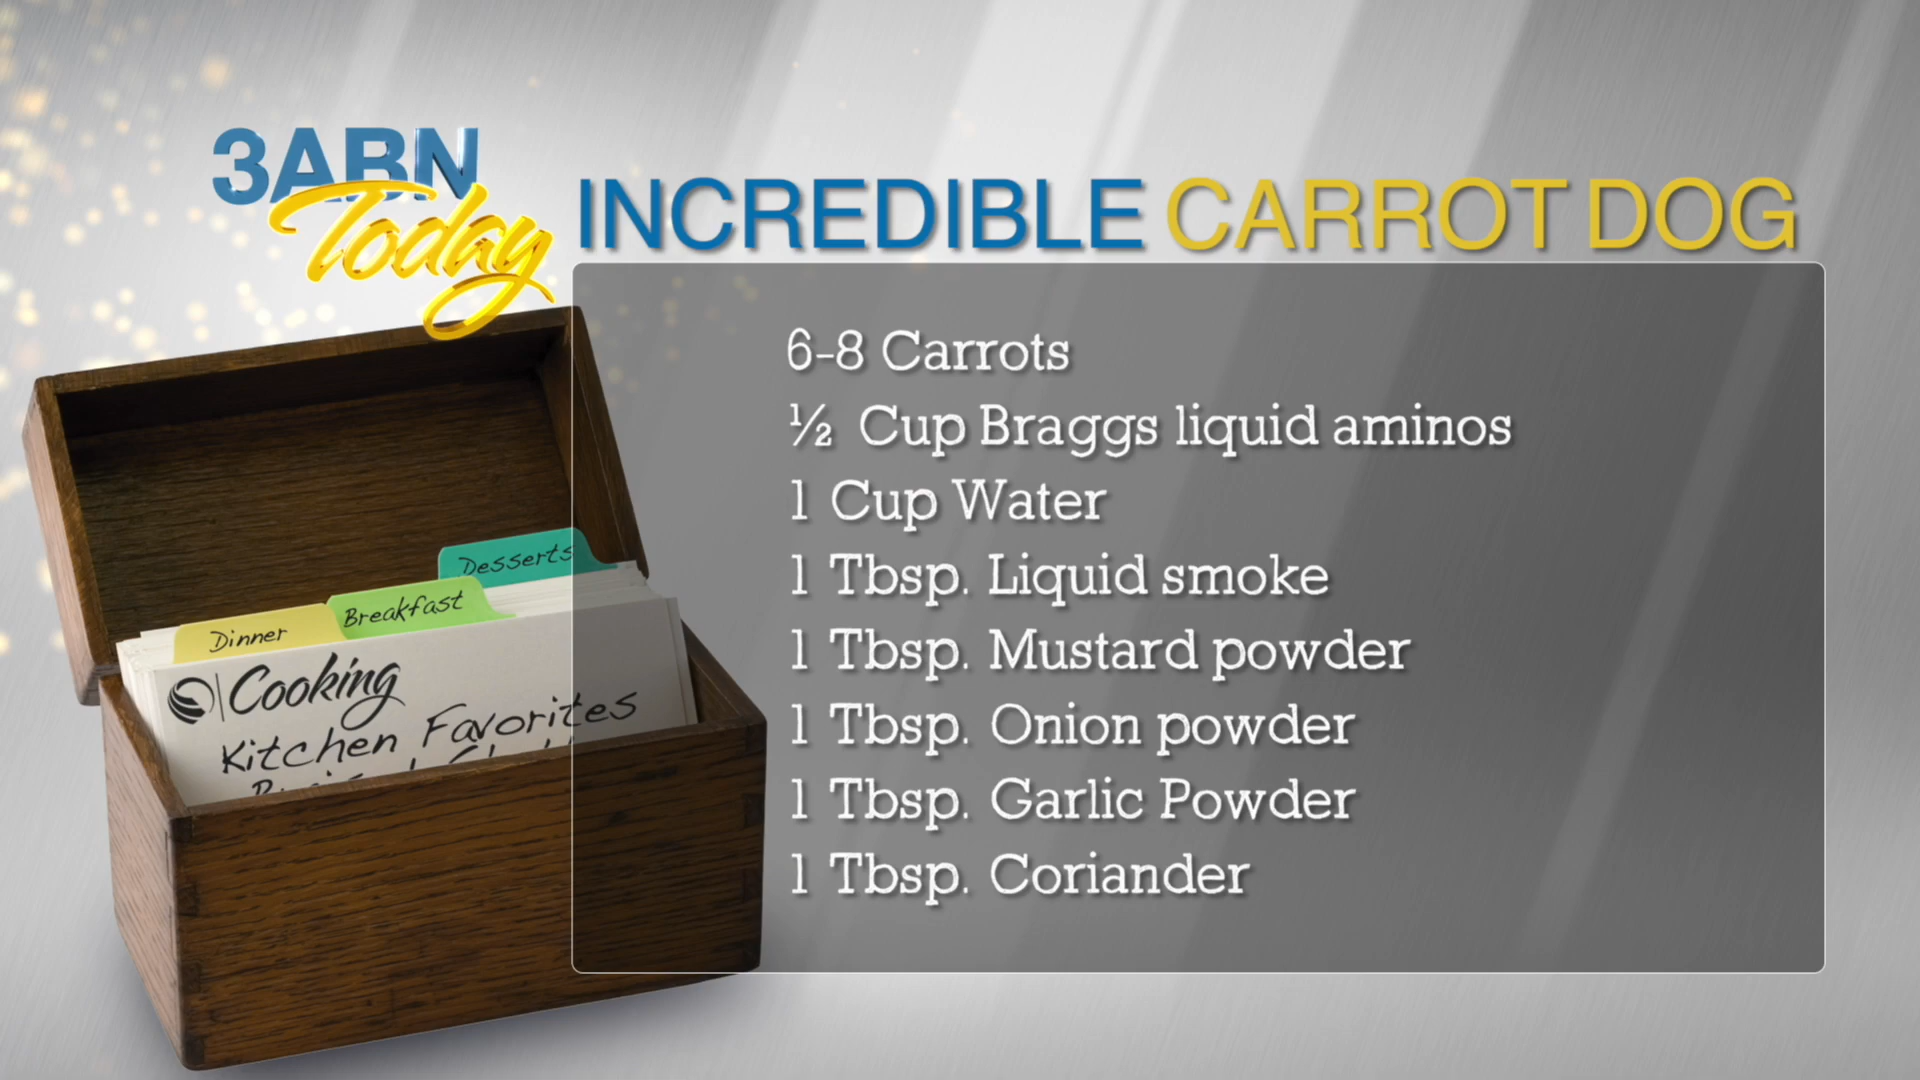 3ABN
Today
INCREDIBLE CARROT DOG
6-8 Carrots
½ Cup Braggs liquid aminos
1 Cup Water
1 Tbsp. Liquid smoke
1 Tbsp. Mustard powder
1 Tbsp. Onion powder
1 Tbsp. Garlic Powder
1 Tbsp. Coriander
Desserts
Breakfast
Dinner
Cooking
Kitchen Favorites